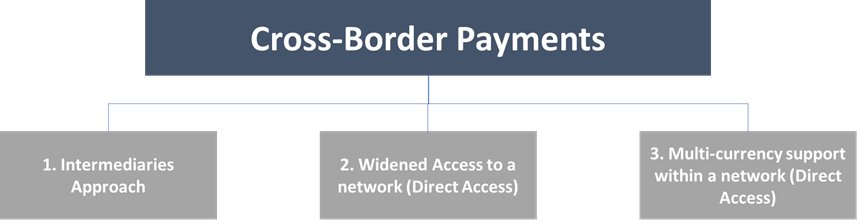 Cross-Border Payments
1. Intermediaries
Approach
2. Widened Access to a
network (Direct Access)
3. Multi-currency support
within a network (Direct
Access)